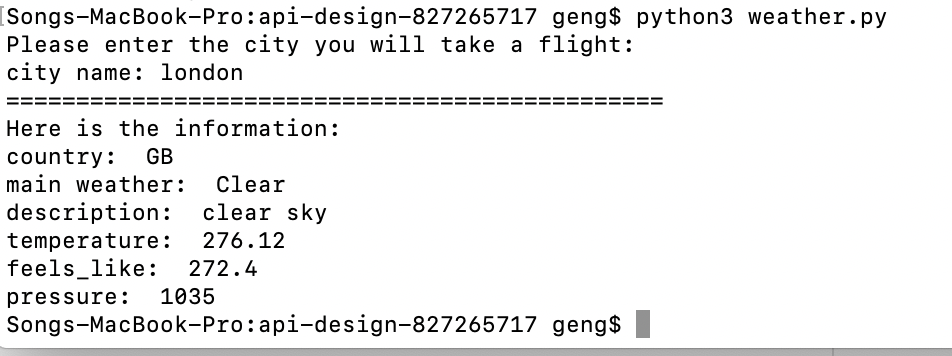 Songs-MacBook-Pro:api-design-827265717 geng$ python3 weather.py
Please enter the city you will take a flight:
city name: london
===============================================
Here is the information:
country:  GB
main weather:  Clear
description:  clear sky
temperature:  276.12
feels_like:  272.4
pressure:  1035
Songs-MacBook-Pro:api-design-827265717 geng$